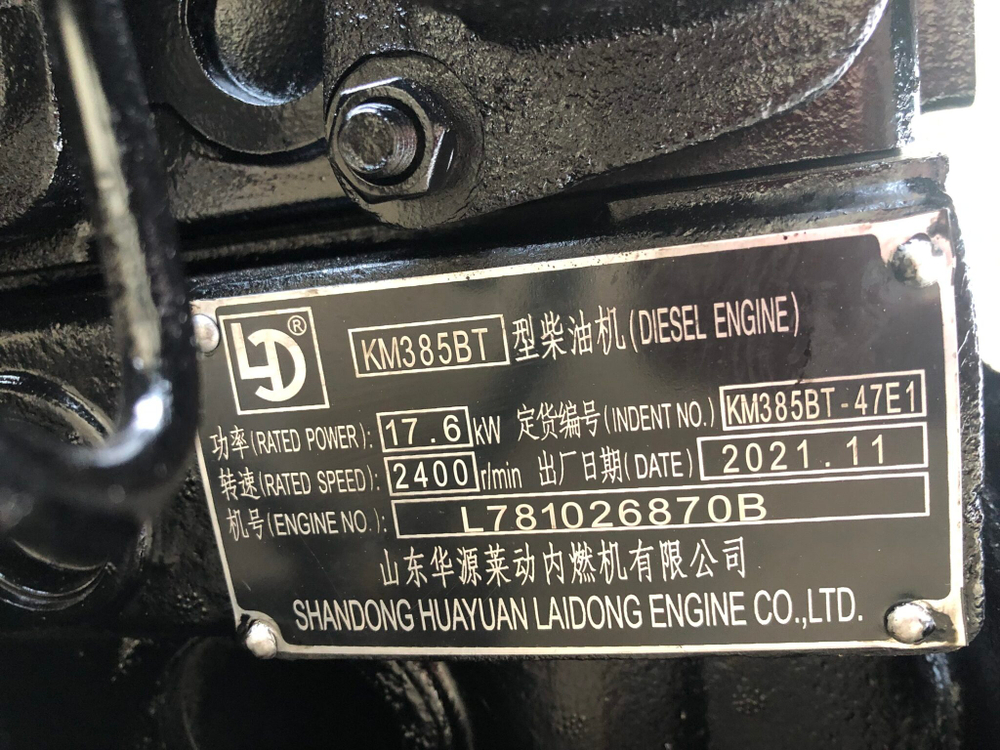 LD®
KM385BT 型柴油机(DIESEL ENGINE)
功率(RATED POWER): 17.6 kW 定货编号(INDENT NO.) KM385BT-47E1
转速(RATED SPEED): 2400 r/min 出厂日期(DATE) 2021.11
机号(ENGINE NO.): L781026870B
山东华源莱动内燃机有限公司
SHANDONG HUAYUAN LAIDONG ENGINE CO.,LTD.